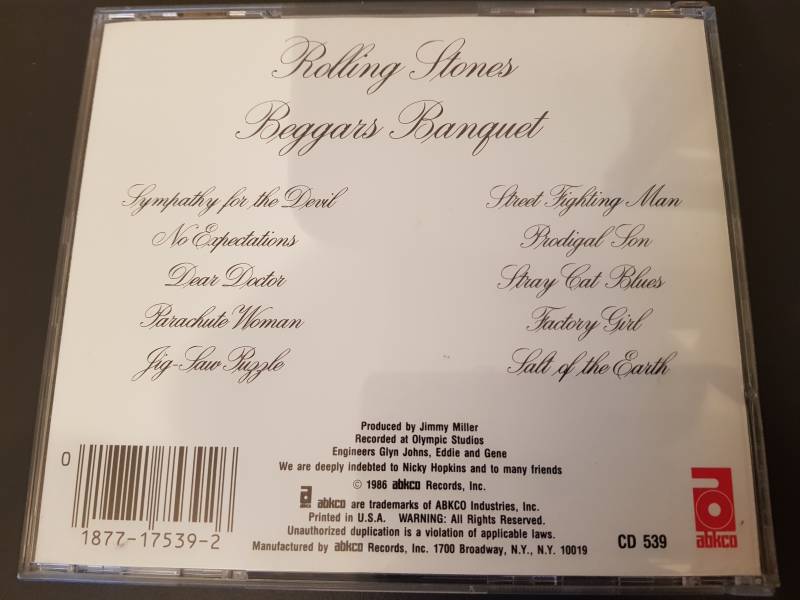 Rolling Stones
Beggars Banquet
Sympathy for the Devil
No Expectations
Dear Doctor
Parachute Woman
Jig-Saw Puzzle
Street Fighting Man
Prodigal Son
Stray Cat Blues
Factory Girl
Salt of the Earth
Produced by Jimmy Miller
Recorded at Olympic Studios
Engineers Glyn Johns, Eddie and Gene
We are deeply indebted to Nicky Hopkins and to many friends
© 1986 abkco Records, Inc.
abkco are trademarks of ABKCO Industries, Inc.
Printed in U.S.A. WARNING: All Rights Reserved.
Unauthorized duplication is a violation of applicable laws.
Manufactured by abkco Records, Inc. 1700 Broadway, N.Y., N.Y. 10019
0
1877-17539-2
CD 539
abkco